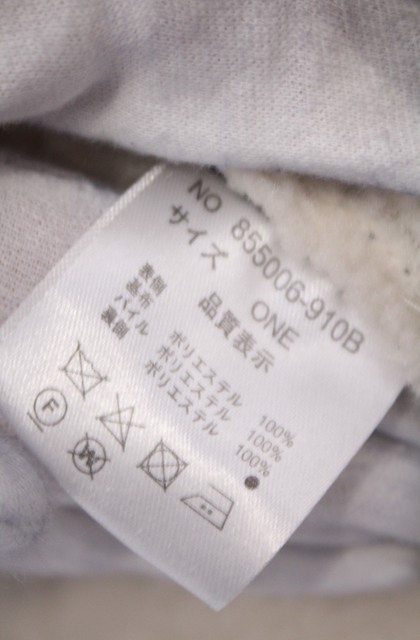 NO 855006-910B
サイズ ONE
品質表示
表側 ポリエステル 100%
基布 ポリエステル 100%
パイル ポリエステル 100%
裏側
F
W